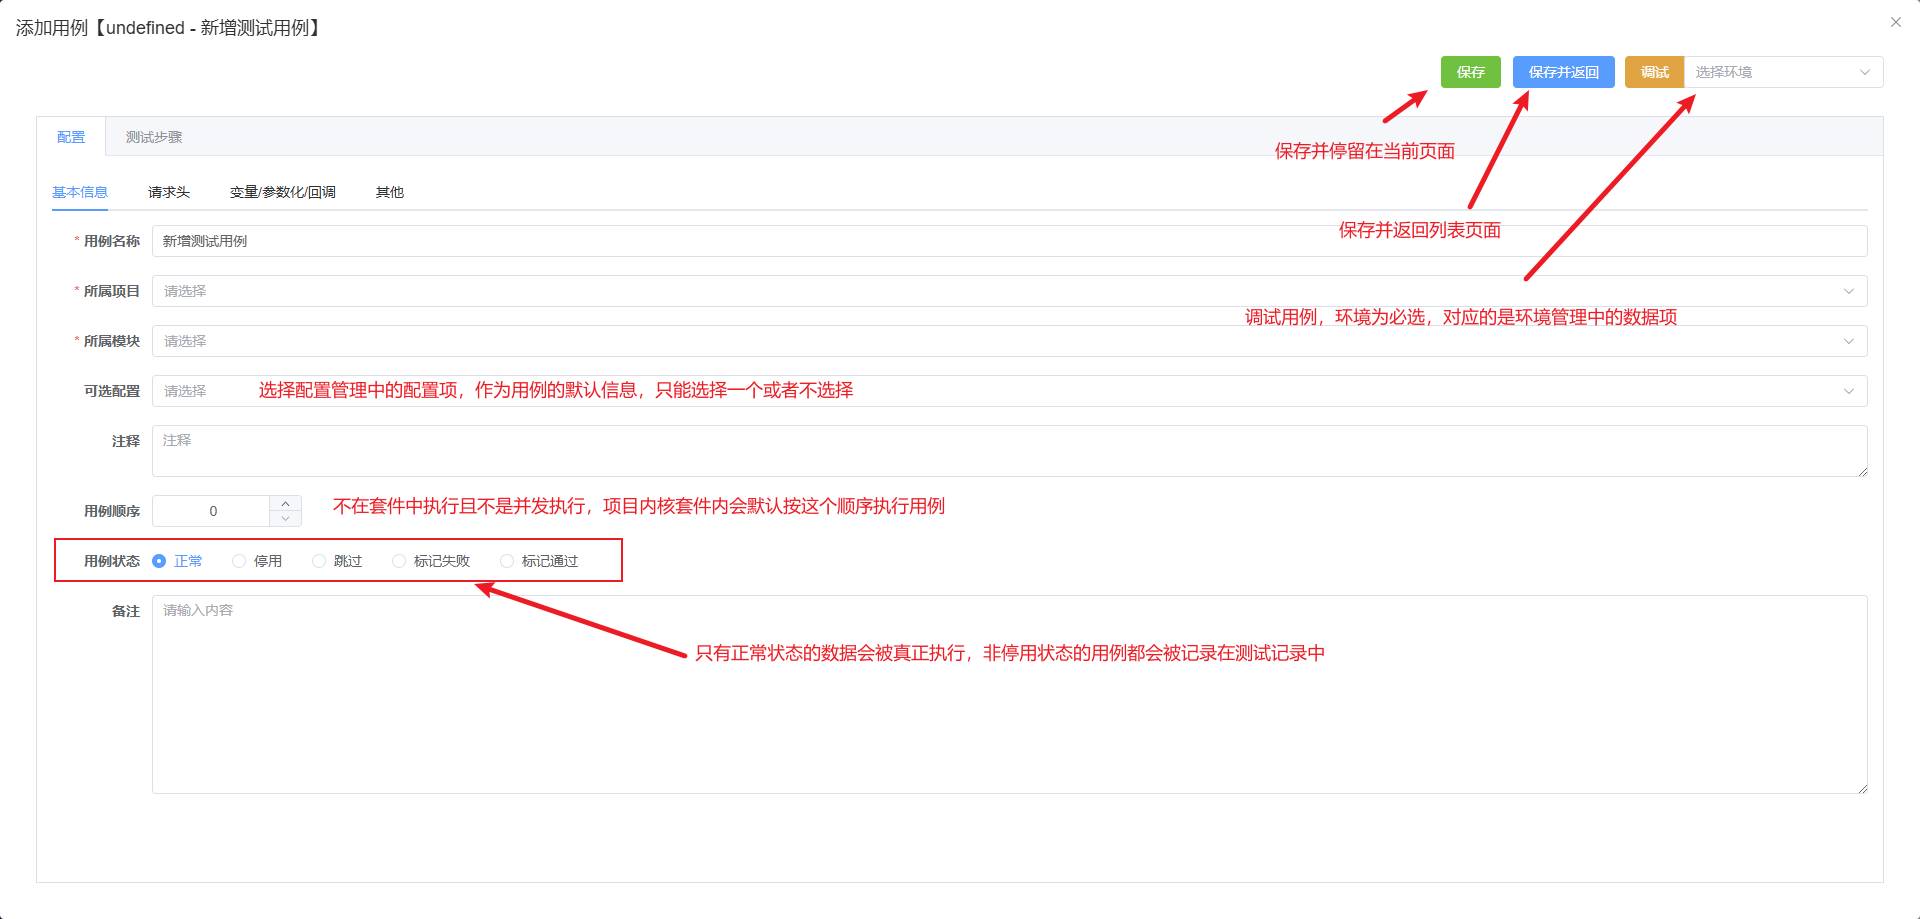 添加用例【undefined - 新增测试用例】
保存 保存并返回 调试 选择环境
配置 测试步骤
保存并停留在当前页面
基本信息 请求头 变量/参数化/回调 其他
保存并返回列表页面
* 用例名称 新增测试用例
* 所属项目 请选择
调试用例，环境为必选，对应的是环境管理中的数据项
* 所属模块 请选择
可选配置 请选择 选择配置管理中的配置项，作为用例的默认信息，只能选择一个或者不选择
注释 注释
用例顺序 0 不在套件中执行且不是并发执行，项目内核套件内会默认按这个顺序执行用例
用例状态 正常 停用 跳过 标记失败 标记通过
备注 请输入内容
只有正常状态的数据会被真正执行，非停用状态的用例都会被记录在测试记录中